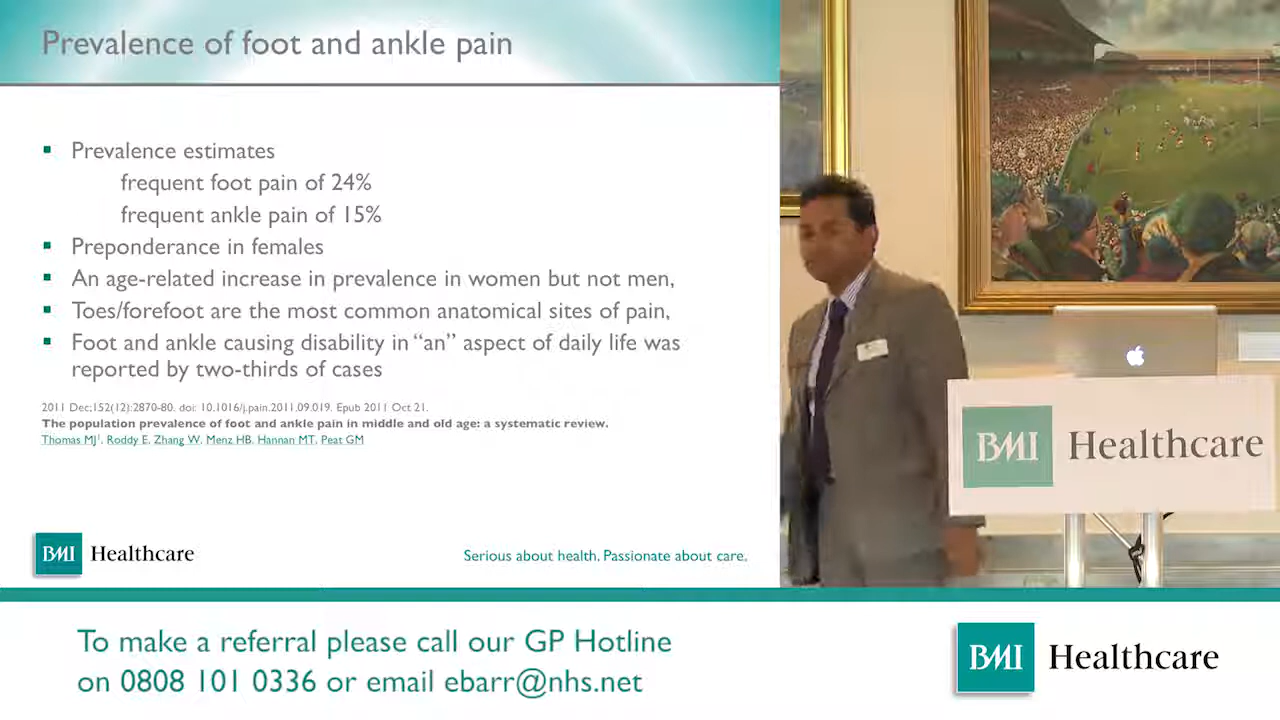 Prevalence of foot and ankle pain
Prevalence estimates
frequent foot pain of 24%
frequent ankle pain of 15%
Preponderance in females
An age-related increase in prevalence in women but not men,
Toes/forefoot are the most common anatomical sites of pain,
Foot and ankle causing disability in “an” aspect of daily life was
reported by two-thirds of cases
2011 Dec;152(12):2870-80. doi: 10.1016/j.pain.2011.09.019. Epub 2011 Oct 21.
The population prevalence of foot and ankle pain in middle and old age: a systematic review.
Thomas MJ¹, Roddy E, Zhang W, Menz HB, Hannan MT, Peat GM
BMI Healthcare
Serious about health. Passionate about care.
BMI Healthcare
To make a referral please call our GP Hotline
on 0808 101 0336 or email ebarr@nhs.net
BMI Healthcare